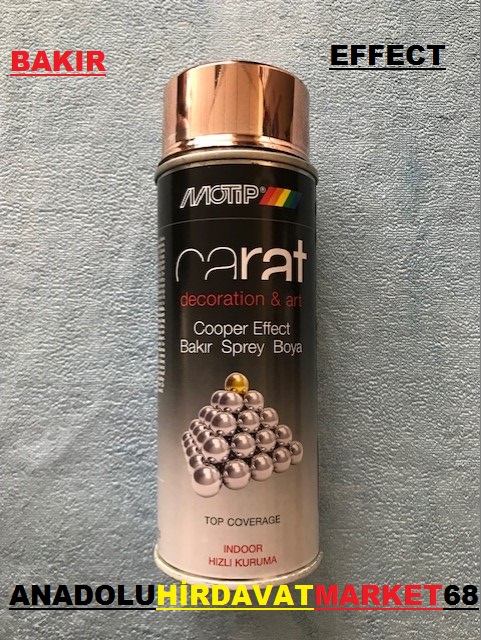 BAKIR
EFFECT
MOTIP®
carat
decoration & art
Cooper Effect
Bakır Sprey Boya
TOP COVERAGE
INDOOR
HIZLI KURUMA
ANADOLUHİRDAVATMARKET68